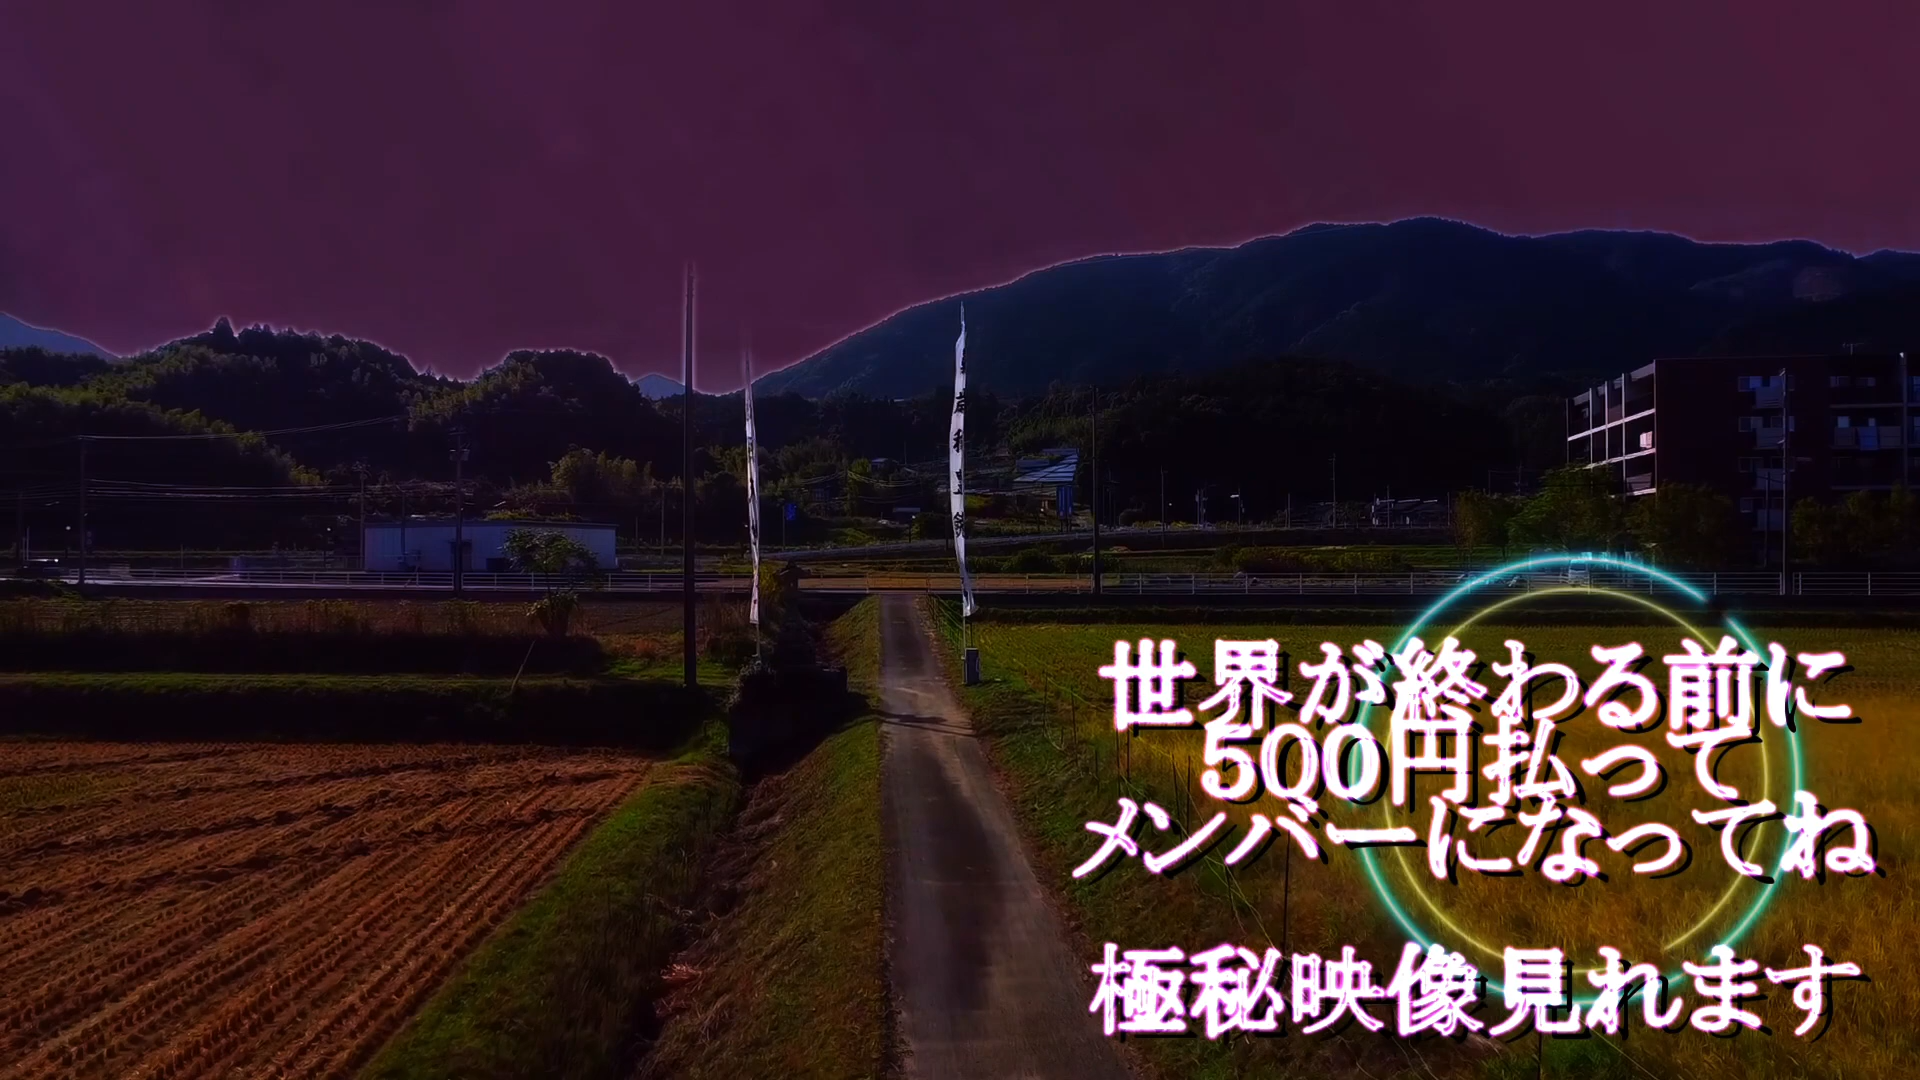 世界が終わる前に
500円払って
メンバーになってね
極秘映像見れます